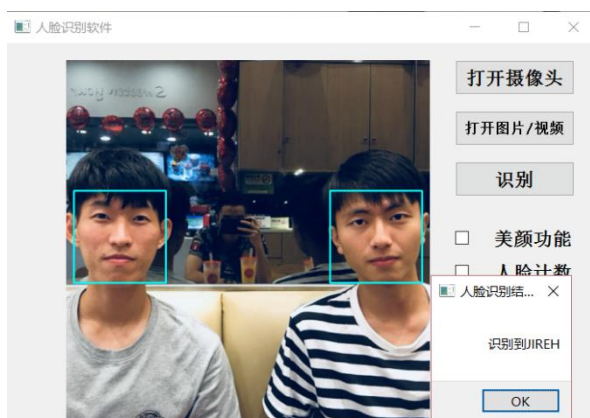 人脸识别软件
打开摄像头
打开图片/视频
识别
美颜功能
人脸计数
人脸识别结...
识别到JIREH
OK